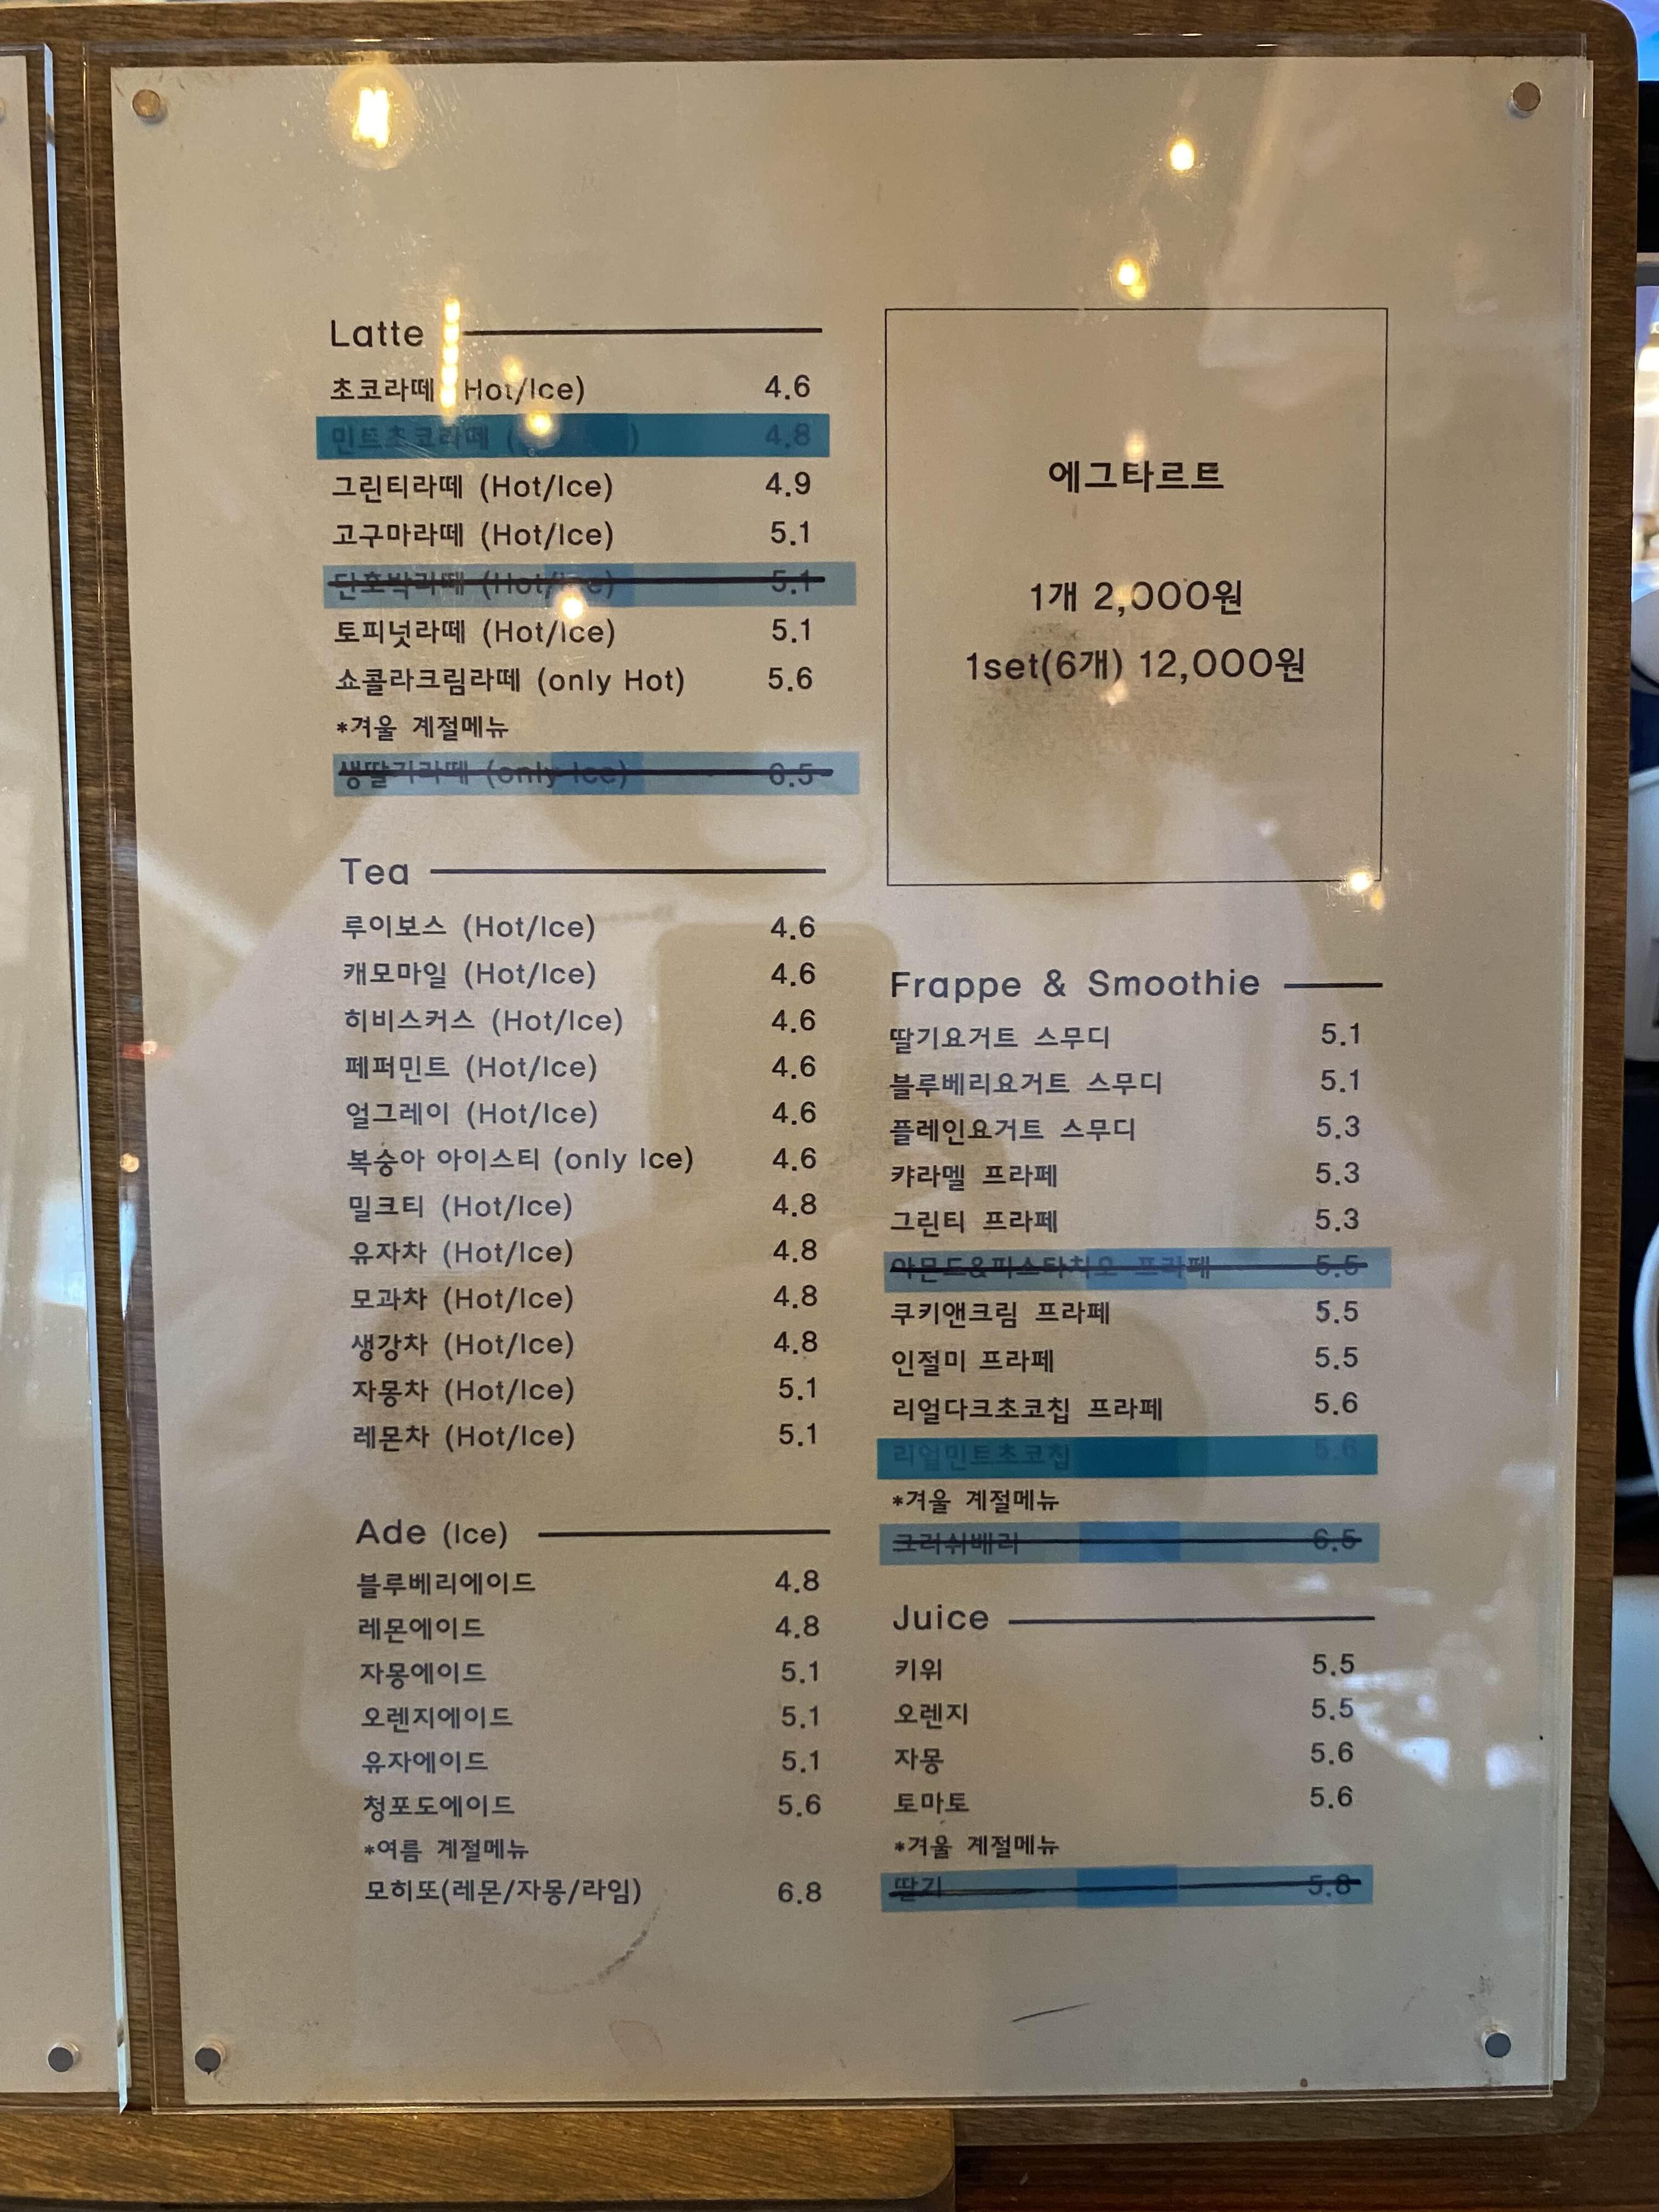 Latte
초코라떼 (Hot/Ice) 4.6
민트초코라떼 ( ) 4.8
그린티라떼 (Hot/Ice) 4.9
고구마라떼 (Hot/Ice) 5.1
단호박라떼 (Hot/Ice) 5.1
토피넛라떼 (Hot/Ice) 5.1
쇼콜라크림라떼 (only Hot) 5.6
*겨울 계절메뉴
생딸기라떼 (only Ice) 6.5
Tea
루이보스 (Hot/Ice) 4.6
캐모마일 (Hot/Ice) 4.6
히비스커스 (Hot/Ice) 4.6
페퍼민트 (Hot/Ice) 4.6
얼그레이 (Hot/Ice) 4.6
복숭아 아이스티 (only Ice) 4.6
밀크티 (Hot/Ice) 4.8
유자차 (Hot/Ice) 4.8
모과차 (Hot/Ice) 4.8
생강차 (Hot/Ice) 4.8
자몽차 (Hot/Ice) 5.1
레몬차 (Hot/Ice) 5.1
Ade (Ice)
블루베리에이드 4.8
레몬에이드 4.8
자몽에이드 5.1
오렌지에이드 5.1
유자에이드 5.1
청포도에이드 5.6
*여름 계절메뉴
모히또(레몬/자몽/라임) 6.8
에그타르트
1개 2,000원
1set(6개) 12,000원
Frappe & Smoothie
딸기요거트 스무디 5.1
블루베리요거트 스무디 5.1
플레인요거트 스무디 5.3
캬라멜 프라페 5.3
그린티 프라페 5.3
아몬드&피스타치오 프라페 5.5
쿠키앤크림 프라페 5.5
인절미 프라페 5.5
리얼다크초코칩 프라페 5.6
리얼민트초코칩 5.6
*겨울 계절메뉴
크러쉬베리 6.5
Juice
키위 5.5
오렌지 5.5
자몽 5.6
토마토 5.6
*겨울 계절메뉴
딸기 5.8